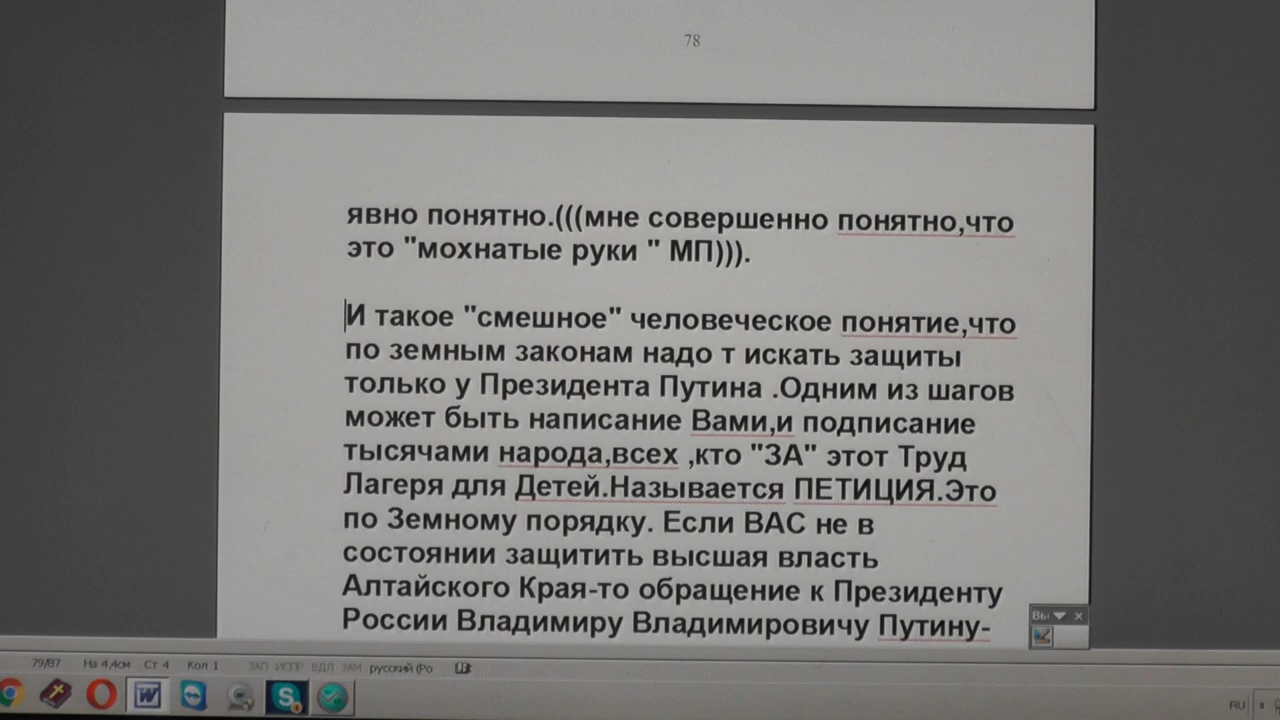 78
явно понятно.(((мне совершенно понятно,что
это "мохнатые руки " МП))).
И такое "смешное" человеческое понятие,что
по земным законам надо т искать защиты
только у Президента Путина .Одним из шагов
может быть написание Вами,и подписание
тысячами народа,всех ,кто "ЗА" этот Труд
Лагеря для Детей.Называется ПЕТИЦИЯ.Это
по Земному порядку. Если ВАС не в
состоянии защитить высшая власть
Алтайского Края-то обращение к Президенту
России Владимиру Владимировичу Путину-
Вы
79/87 На 4,4см Ст 4 Кол 1 ЗАП ИСПР ВДЛ ЗАМ русский (Ро
RU